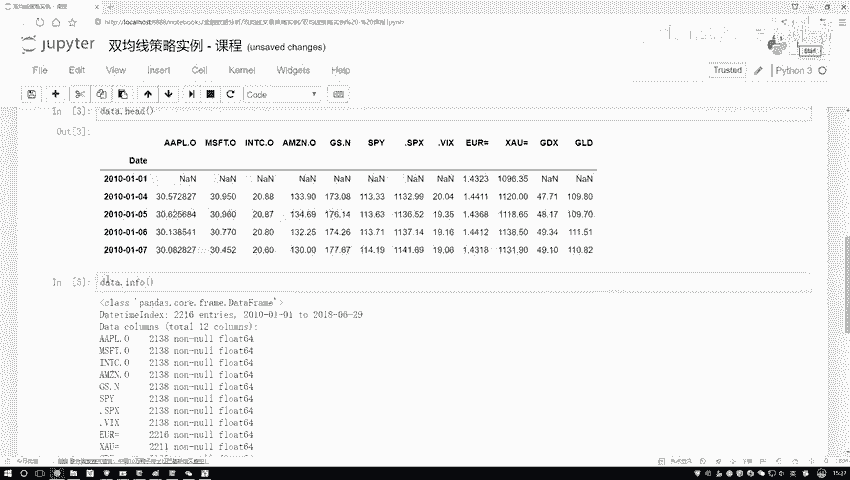 双均线策略实例 - 课程
jupyter 双均线策略实例 - 课程 (unsaved changes)
File Edit View Insert Cell Kernel Widgets Help
Trusted Python 3
Code
In [3]: data.head()
Out[3]:
AAPL.O MSFT.O INTC.O AMZN.O GS.N SPY .SPX .VIX EUR= XAU= GDX GLD
Date
2010-01-01 NaN NaN NaN NaN NaN NaN NaN NaN 1.4323 1096.35 NaN NaN
2010-01-04 30.572827 30.950 20.88 133.90 173.08 113.33 1132.99 20.04 1.4411 1120.00 47.71 109.80
2010-01-05 30.625684 30.960 20.87 134.69 176.14 113.63 1136.52 19.35 1.4368 1118.65 48.17 109.70
2010-01-06 30.138541 30.770 20.80 132.25 174.26 113.71 1137.14 19.16 1.4412 1138.50 49.34 111.51
2010-01-07 30.082827 30.452 20.60 130.00 177.67 114.19 1141.69 19.06 1.4318 1131.90 49.10 110.82
In [5]: data.info()
<class 'pandas.core.frame.DataFrame'>
DatetimeIndex: 2216 entries, 2010-01-01 to 2018-06-29
Data columns (total 12 columns):
AAPL.O 2138 non-null float64
MSFT.O 2138 non-null float64
INTC.O 2138 non-null float64
AMZN.O 2138 non-null float64
GS.N 2138 non-null float64
SPY 2138 non-null float64
.SPX 2138 non-null float64
.VIX 2138 non-null float64
EUR= 2216 non-null float64
XAU= 2211 non-null float64
15:27